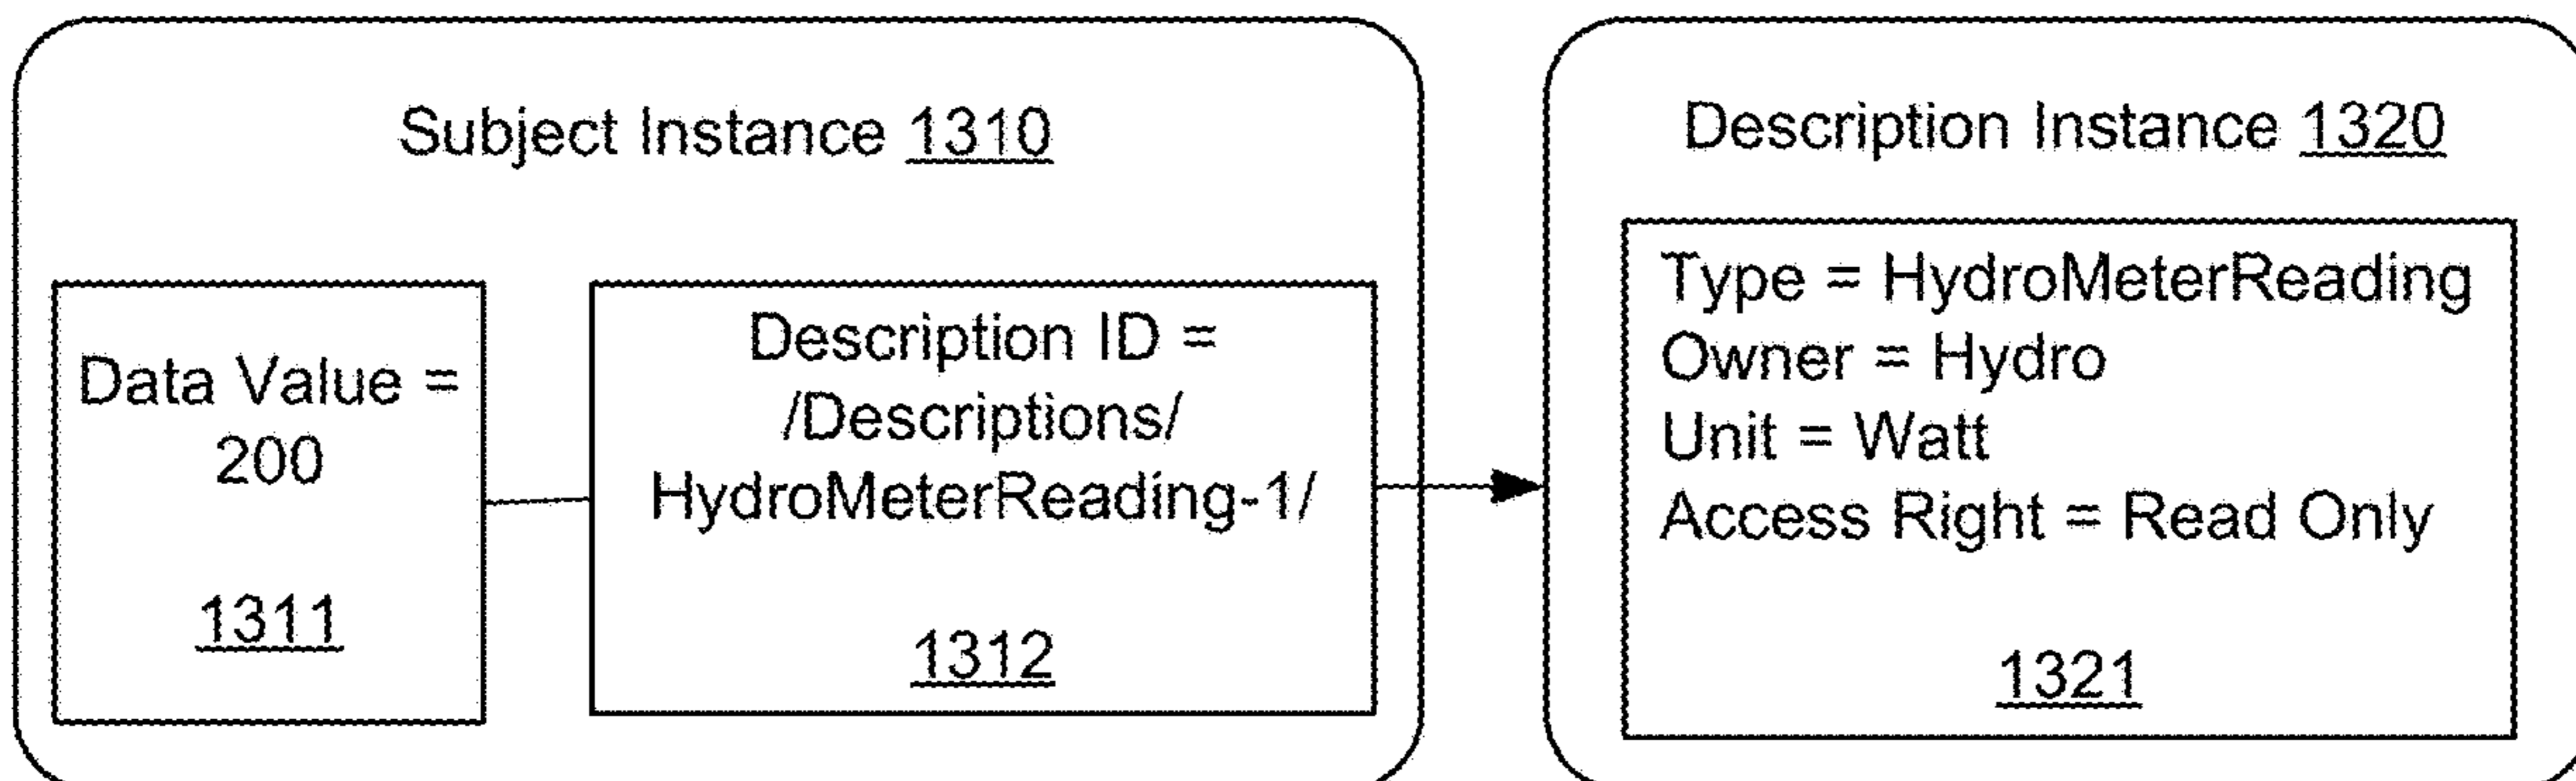 Subject Instance 1310
Data Value =
200
1311
Description ID =
/Descriptions/
HydroMeterReading-1/
1312
Description Instance 1320
Type = HydroMeterReading
Owner = Hydro
Unit = Watt
Access Right = Read Only
1321